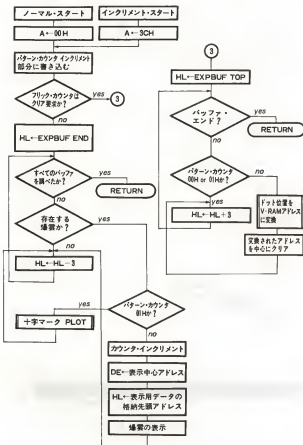 ノーマル・スタート
インクリメント・スタート
A←00H
A←3CH
パターン・カウンタ インクリメント
部分に書き込む
フリック・カウンタは
クリア要求か?
yes
3
no
HL←EXPBUF END
すべてのバッファ
を調べたか?
yes
RETURN
no
存在する
爆雲か?
no
HL←HL-3
yes
パターン・カウンタ
01Hか?
yes
十字マーク PLOT
no
カウンタ・インクリメント
DE←表示中心アドレス
HL←表示用データの
格納先頭アドレス
爆雲の表示
3
HL←EXPBUF TOP
バッファ・
エンド?
yes
RETURN
no
パターン・カウンタ
00H or 01Hか?
no
yes
HL←HL+3
ドット位置を
V-RAMアドレス
に変換
変換されたアドレス
を中心にクリア